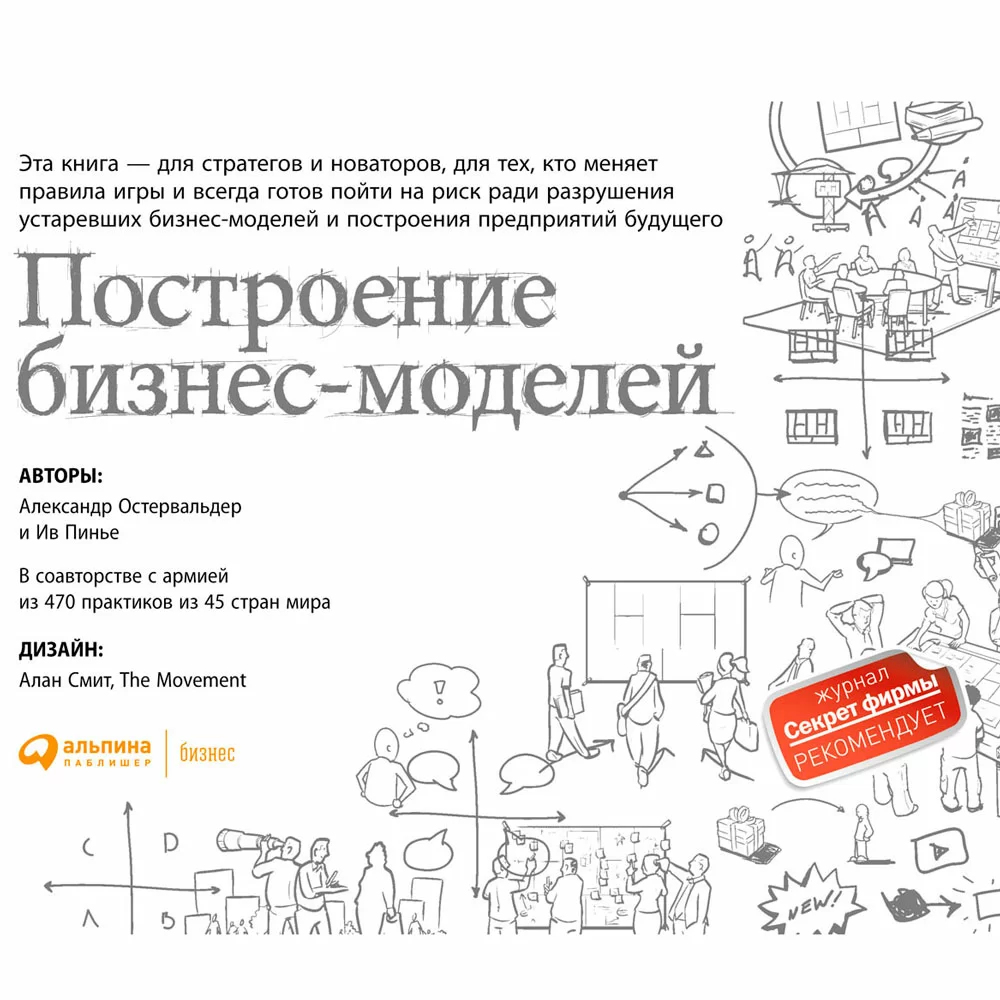 Эта книга — для стратегов и новаторов, для тех, кто меняет
правила игры и всегда готов пойти на риск ради разрушения
устаревших бизнес-моделей и построения предприятий будущего
Построение
бизнес-моделей
АВТОРЫ:
Александр Остервальдер
и Ив Пинье
В соавторстве с армией
из 470 практиков из 45 стран мира
ДИЗАЙН:
Алан Смит, The Movement
альпина
ПАБЛИШЕР
бизнес
журнал
Секрет фирмы
РЕКОМЕНДУЕТ
!
C D
A B
NEW!